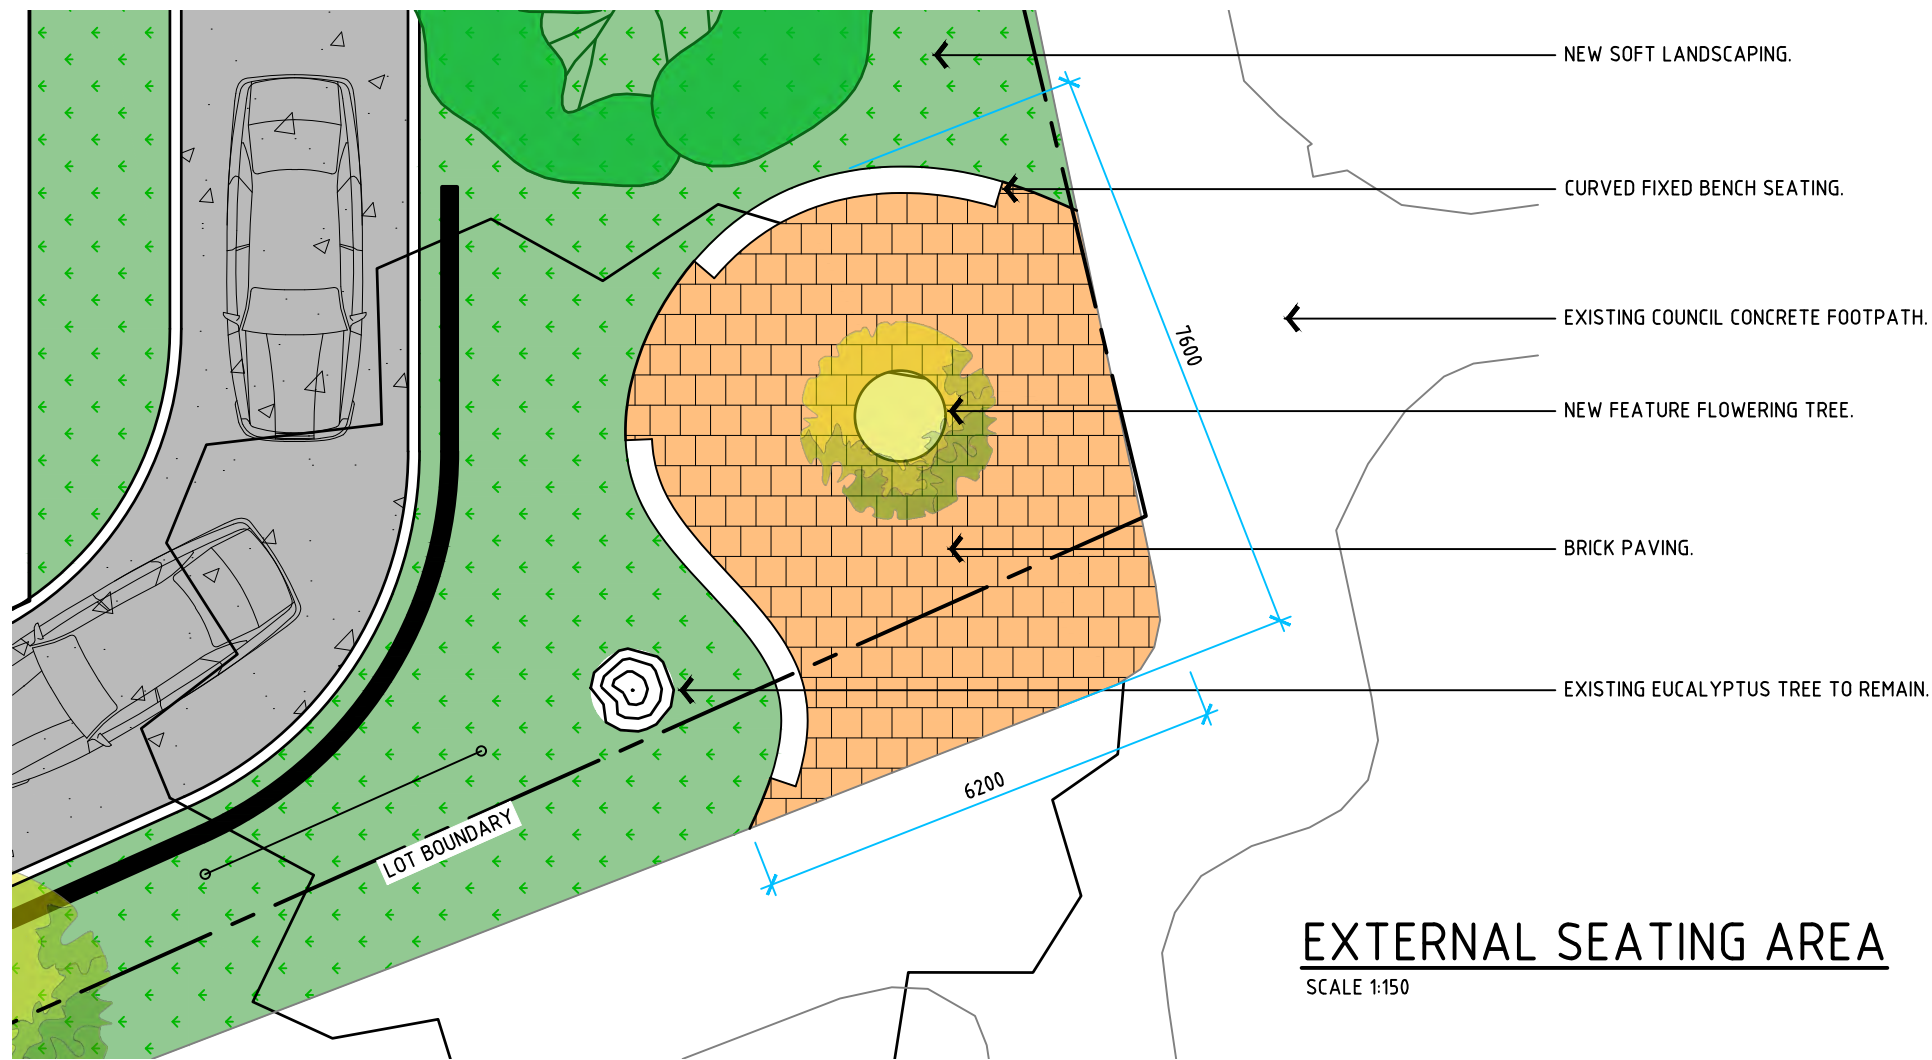 NEW SOFT LANDSCAPING.
CURVED FIXED BENCH SEATING.
EXISTING COUNCIL CONCRETE FOOTPATH.
7600
NEW FEATURE FLOWERING TREE.
BRICK PAVING.
EXISTING EUCALYPTUS TREE TO REMAIN.
6200
LOT BOUNDARY
EXTERNAL SEATING AREA
SCALE 1:150